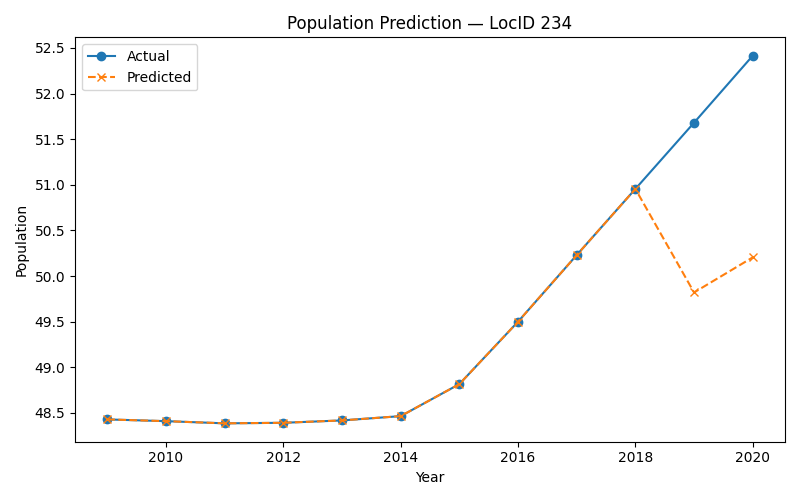 Population Prediction — LocID 234
Actual
Predicted
52.5
52.0
51.5
51.0
50.5
50.0
49.5
49.0
48.5
Population
2010 2012 2014 2016 2018 2020
Year